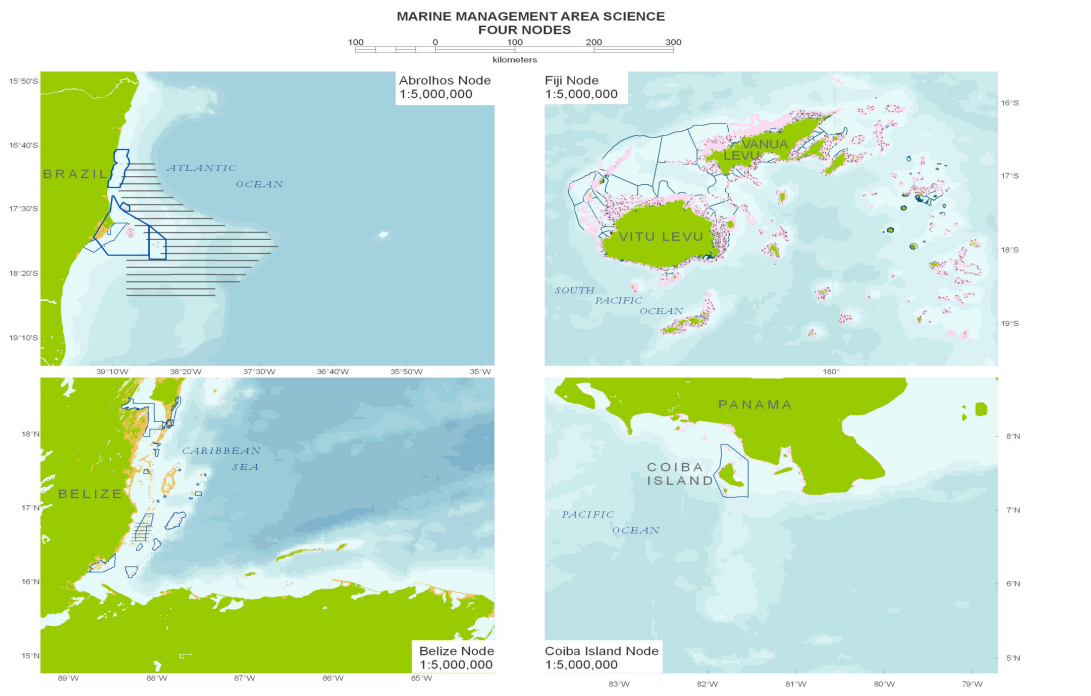 MARINE MANAGEMENT AREA SCIENCE
FOUR NODES
100 0 100 200 300
kilometers
Abrolhos Node
1:5,000,000
15°50'S
16°40'S
17°30'S
18°20'S
19°10'S
BRAZIL
ATLANTIC
OCEAN
39°10'W 38°20'W 37°30'W 36°40'W 35°50'W 35°W
Fiji Node
1:5,000,000
16°S
17°S
18°S
19°S
VANUA
LEVU
VITU LEVU
SOUTH
PACIFIC
OCEAN
180°
18°N
17°N
16°N
15°N
CARIBBEAN
SEA
BELIZE
Belize Node
1:5,000,000
89°W 88°W 87°W 86°W 85°W
PANAMA
COIBA
ISLAND
PACIFIC
OCEAN
8°N
7°N
6°N
5°N
Coiba Island Node
1:5,000,000
83°W 82°W 81°W 80°W 79°W